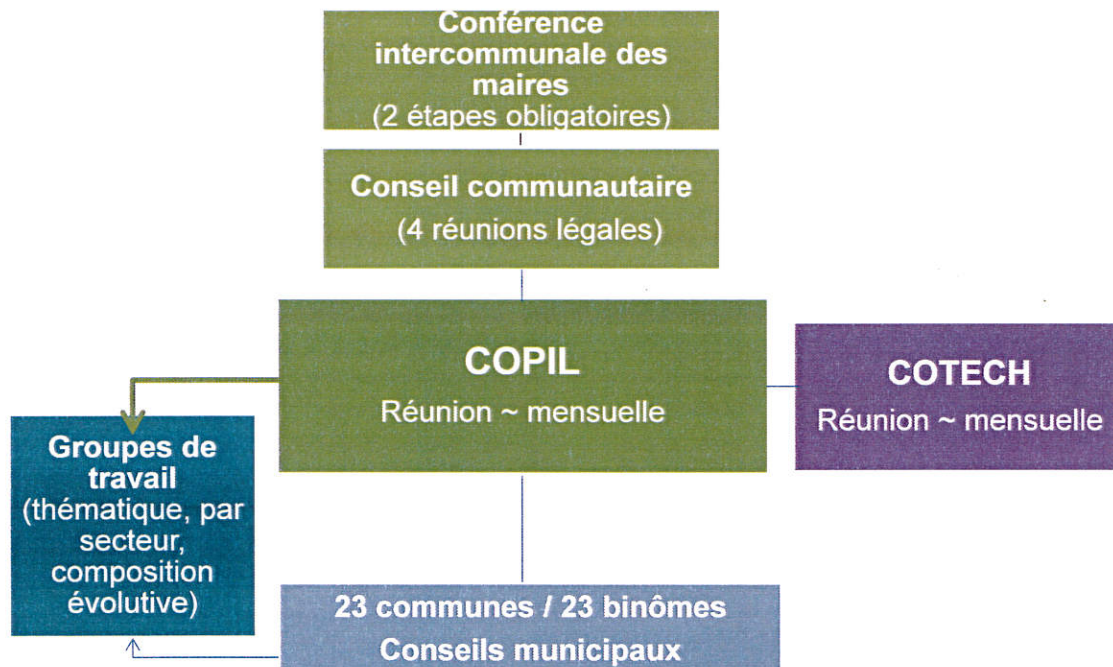 Conférence
intercommunale des
maires
(2 étapes obligatoires)
Conseil communautaire
(4 réunions légales)
COPIL
Réunion ~ mensuelle
COTECH
Réunion ~ mensuelle
Groupes de
travail
(thématique, par
secteur,
composition
évolutive)
23 communes / 23 binômes
Conseils municipaux